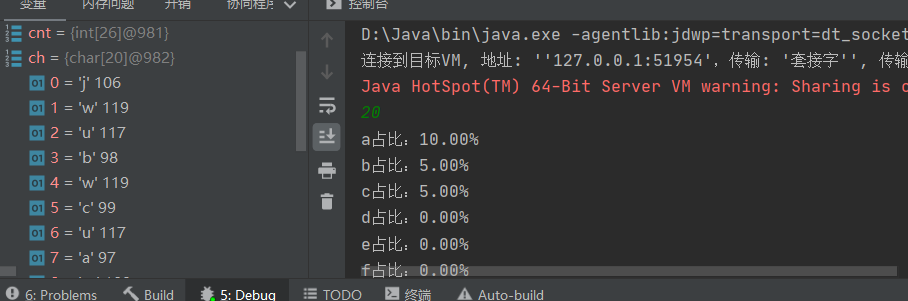 变量 内存问题 开销 协同程序 控制台
cnt = {int[26]@981}
ch = {char[20]@982}
0 = 'j' 106
1 = 'w' 119
2 = 'u' 117
3 = 'b' 98
4 = 'w' 119
5 = 'c' 99
6 = 'u' 117
7 = 'a' 97
D:\Java\bin\java.exe -agentlib:jdwp=transport=dt_socket
连接到目标VM, 地址: ''127.0.0.1:51954', 传输: '套接字'', 传输
Java HotSpot(TM) 64-Bit Server VM warning: Sharing is
20
a占比: 10.00%
b占比: 5.00%
c占比: 5.00%
d占比: 0.00%
e占比: 0.00%
f占比: 0.00%
6: Problems Build 5: Debug TODO 终端 Auto-build